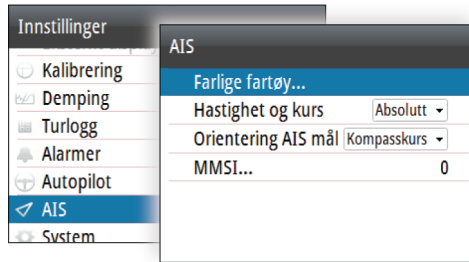 Innstillinger
Kalibrering
Demping
Turlogg
Alarmer
Autopilot
AIS
System
AIS
Farlige fartøy...
Hastighet og kurs Absolutt
Orientering AIS mål Kompasskurs
MMSI... 0